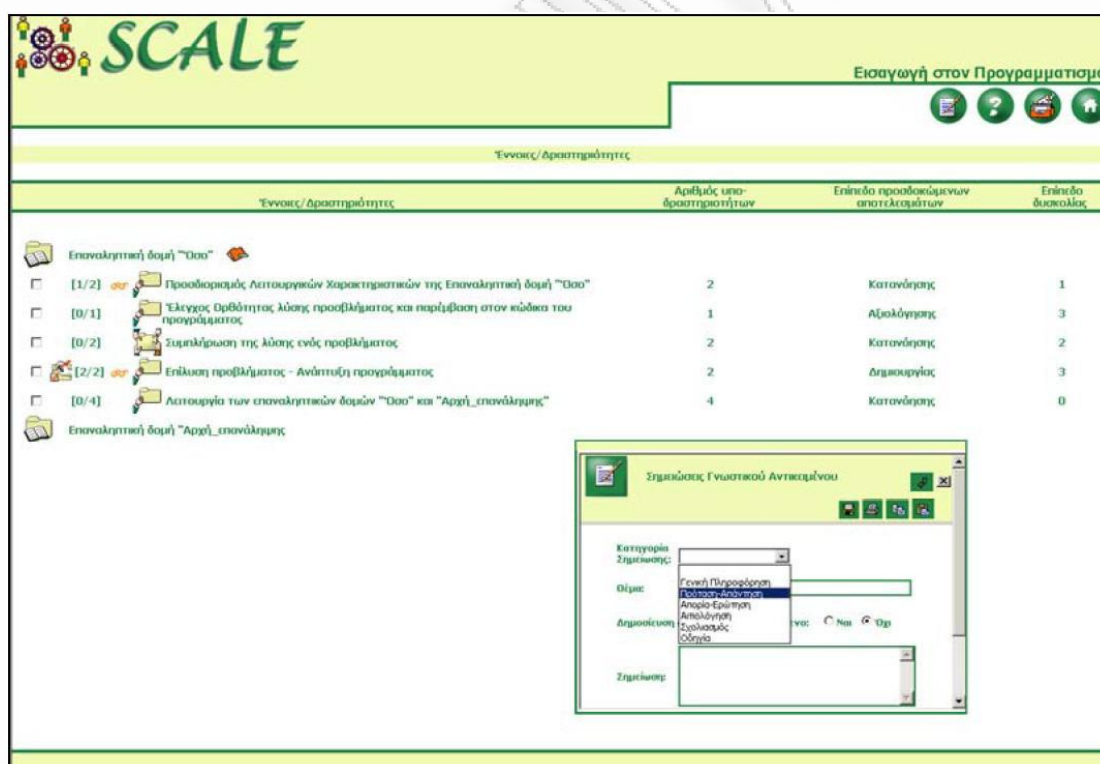 SCALE
Εισαγωγή στον Προγραμματισμ
Έννοιες/Δραστηριότητες
Έννοιες/Δραστηριότητες
Αριθμός υπο-
δραστηριοτήτων
Επίπεδο προσδοκώμενων
αποτελεσμάτων
Επίπεδο
δυσκολίας
Επαναληπτική δομή "Όσο"
[1/2] Προσδιορισμός Λειτουργικών Χαρακτηριστικών της Επαναληπτική δομή "Όσο" 2 Κατανόησης 1
[0/1] Έλεγχος Ορθότητας λύσης προβλήματος και παρέμβαση στον κώδικα του
προγράμματος 1 Αξιολόγησης 3
[0/2] Συμπλήρωση της λύσης ενός προβλήματος 2 Κατανόησης 2
[2/2] Επίλυση προβλήματος - Ανάπτυξη προγράμματος 2 Δημιουργίας 3
[0/4] Λειτουργία των επαναληπτικών δομών "Όσο" και "Αρχή_επανάληψης" 4 Κατανόησης 0
Επαναληπτική δομή "Αρχή_επανάληψης
Σημειώσεις Γνωστικού Αντικειμένου
Κατηγορία
Σημείωσης:
Γενική Πληροφόρηση
Πρόταση-Απάντηση
Απορία-Ερώτηση
Αιτιολόγηση
Σχολιασμός
Οδηγία
Θέμα:
Δημοσίευση νο: Ναι Όχι
Σημείωση: